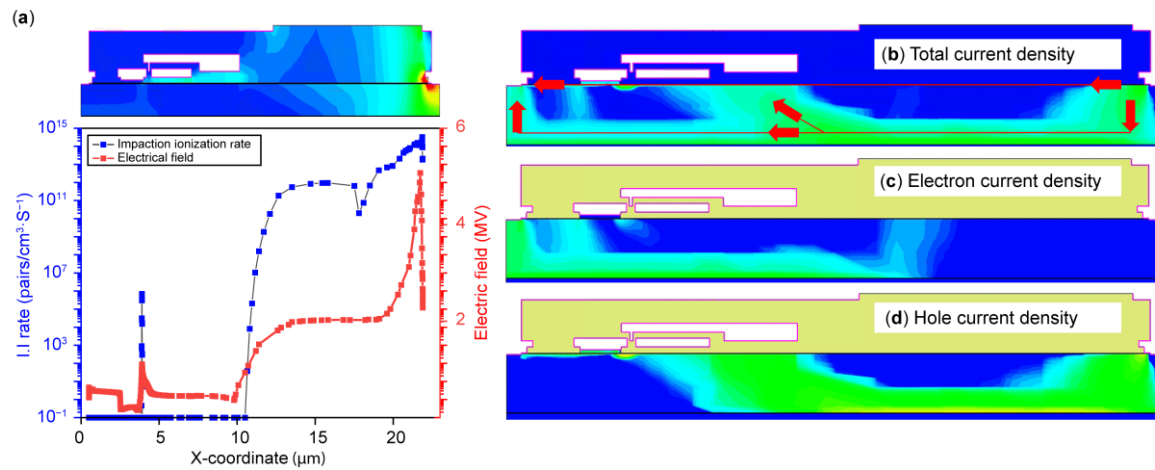 (a)
10^15
10^11
10^7
10^3
10^-1
I.I rate (pairs/cm^3·S^-1)
Impaction ionization rate
Electrical field
6
4
2
0
Electric field (MV)
0
5
10
15
20
X-coordinate (μm)
(b) Total current density
(c) Electron current density
(d) Hole current density